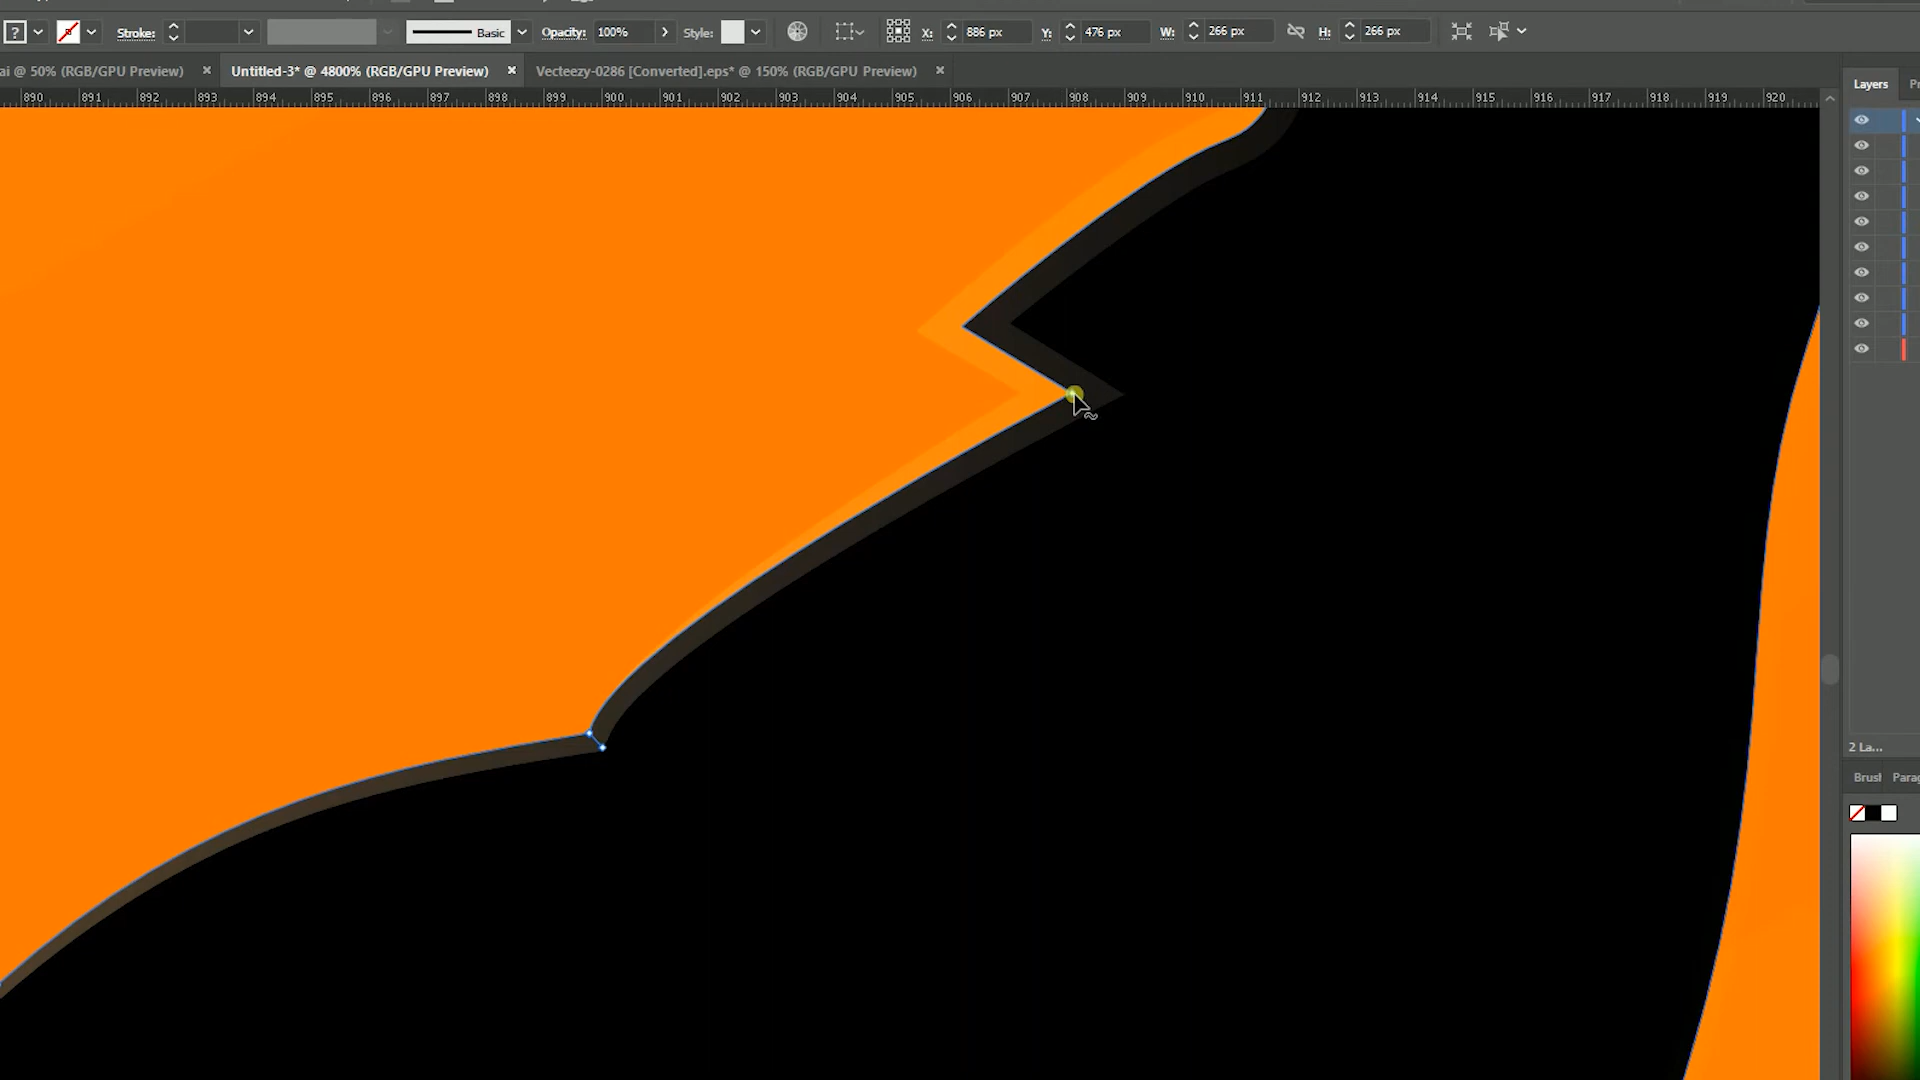 ? Stroke: Basic Opacity: 100% Style: X: 886 px Y: 476 px W: 266 px H: 266 px
ai @ 50% (RGB/GPU Preview) × Untitled-3* @ 4800% (RGB/GPU Preview) × Vecteezy-0286 [Converted].eps* @ 150% (RGB/GPU Preview) ×
890 891 892 893 894 895 896 897 898 899 900 901 902 903 904 905 906 907 908 909 910 911 912 913 914 915 916 917 918 919 920
Layers
2 La...
Brusl Parag